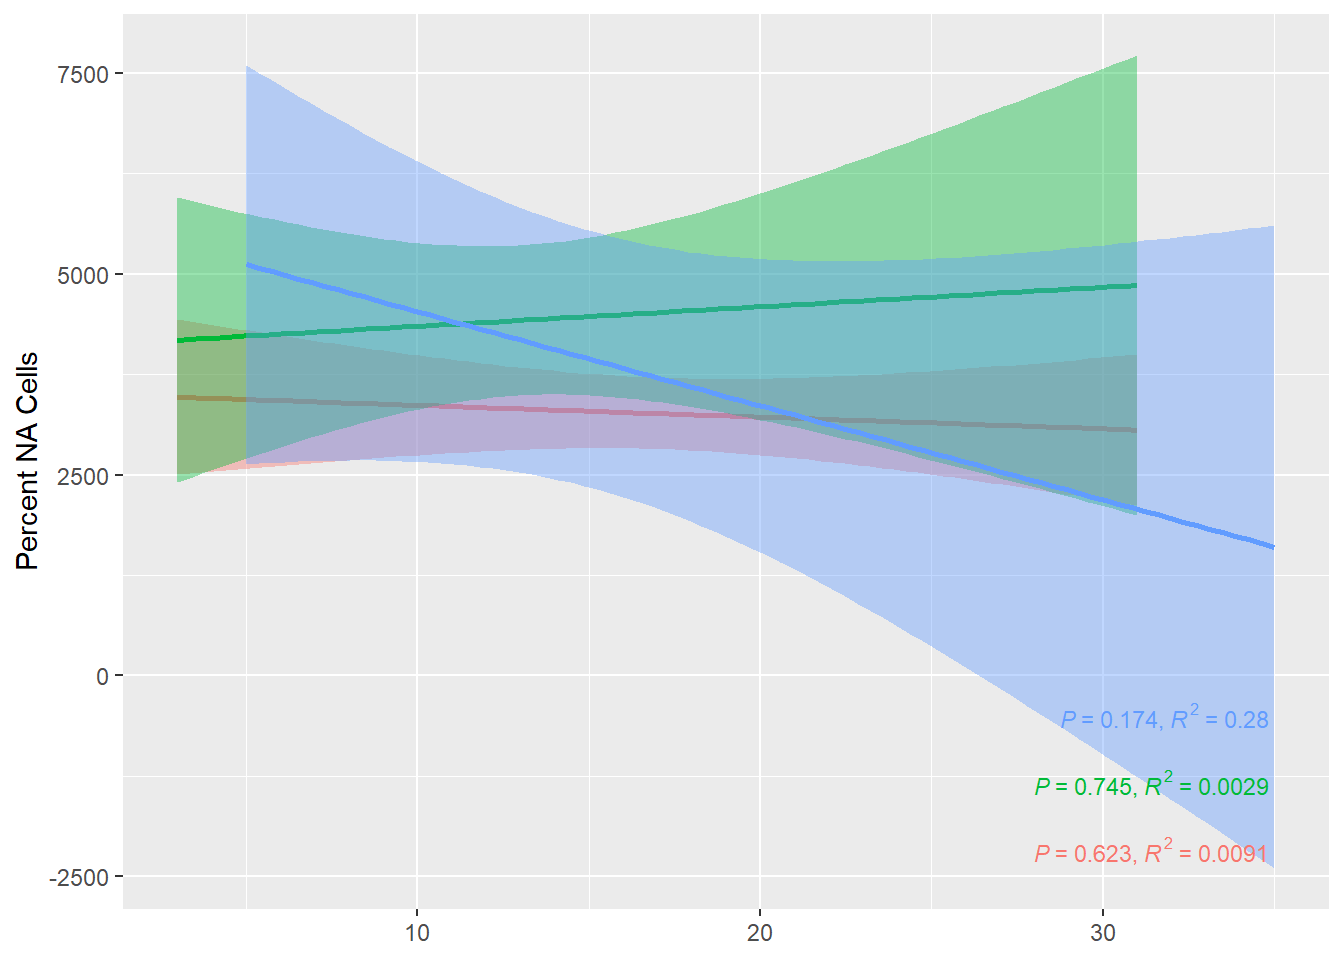 7500
5000
2500
0
-2500
Percent NA Cells
P = 0.174, R² = 0.28
P = 0.745, R² = 0.0029
P = 0.623, R² = 0.0091
10
20
30